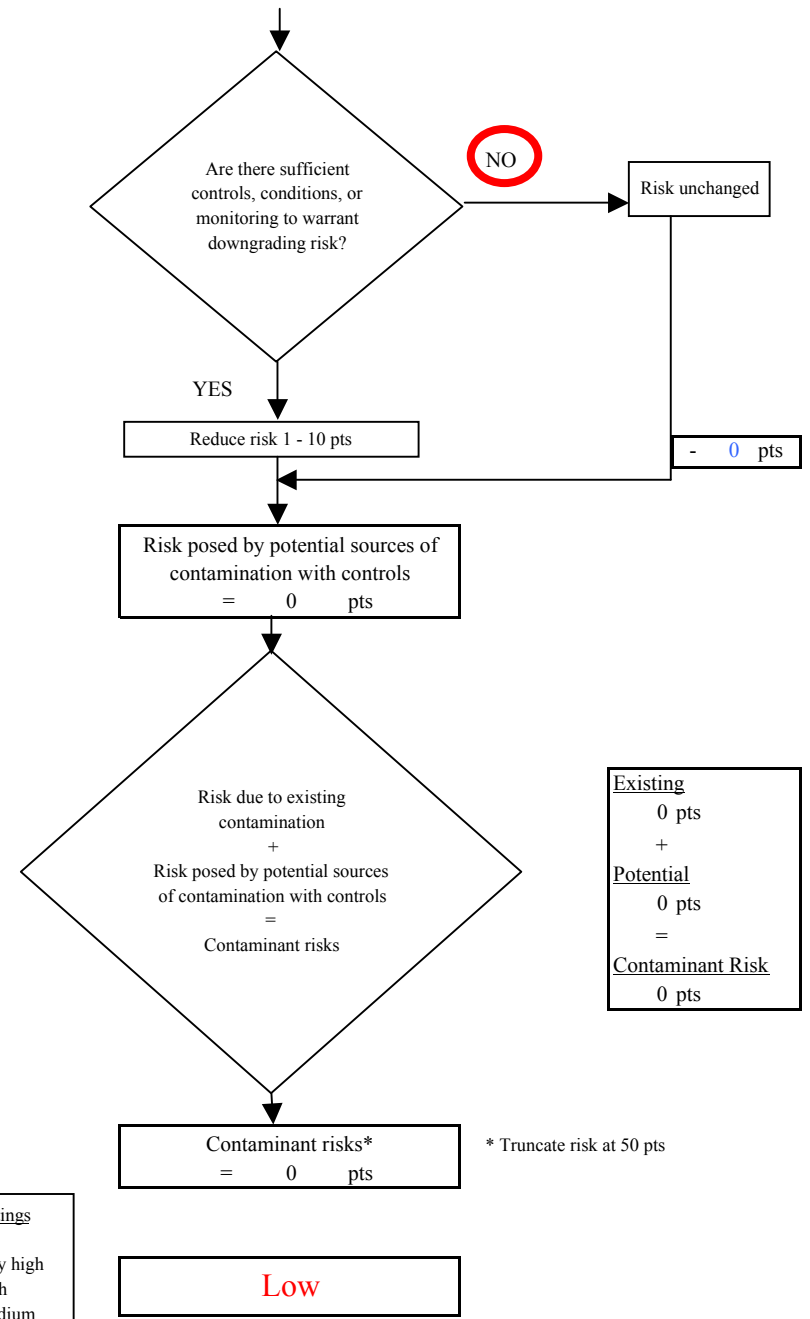 Are there sufficient
controls, conditions, or
monitoring to warrant
downgrading risk?
NO
Risk unchanged
YES
Reduce risk 1 - 10 pts
- 0 pts
Risk posed by potential sources of
contamination with controls
= 0 pts
Risk due to existing
contamination
+
Risk posed by potential sources
of contamination with controls
=
Contaminant risks
Existing
0 pts
+
Potential
0 pts
=
Contaminant Risk
0 pts
Contaminant risks*
= 0 pts
* Truncate risk at 50 pts
high
Low